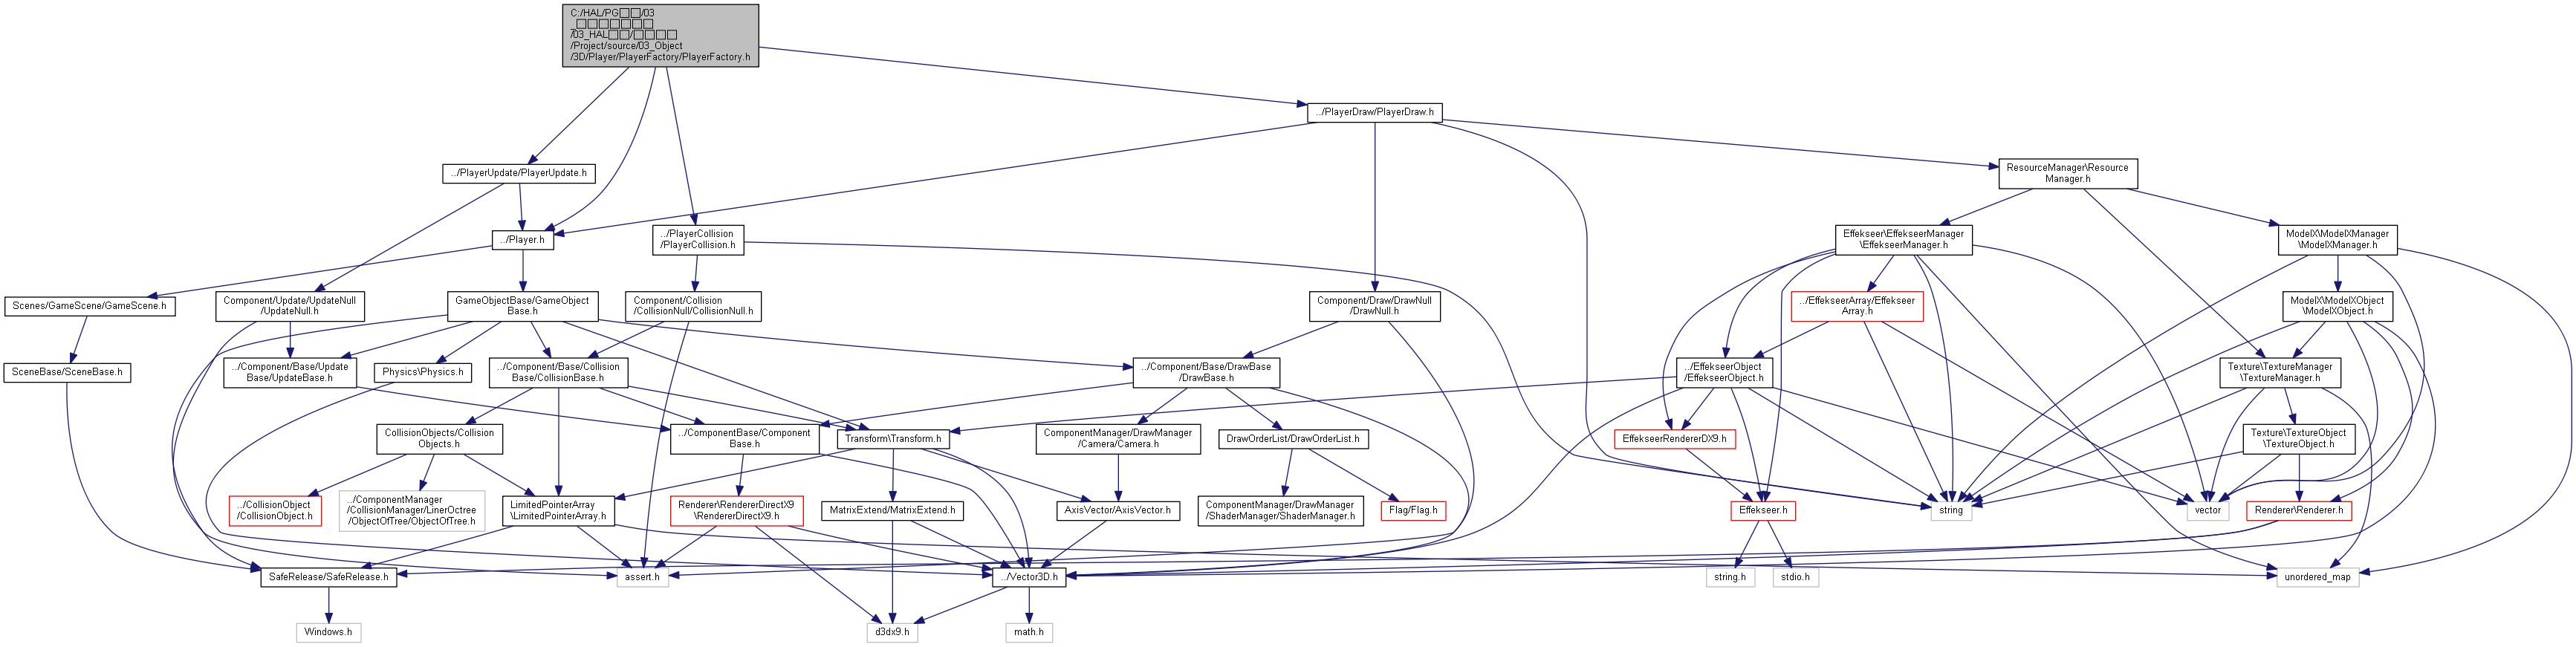 C:/HAL/PG□□/03
_□□□□□□□
/03_HAL□□/□□□□
/Project/source/03_Object
/3D/Player/PlayerFactory/PlayerFactory.h
../PlayerDraw/PlayerDraw.h
../PlayerUpdate/PlayerUpdate.h
ResourceManager\Resource
Manager.h
../Player.h
../PlayerCollision
/PlayerCollision.h
Effekseer\EffekseerManager
\EffekseerManager.h
ModelX\ModelXManager
\ModelXManager.h
Scenes/GameScene/GameScene.h
Component/Update/UpdateNull
/UpdateNull.h
GameObjectBase/GameObject
Base.h
Component/Collision
/CollisionNull/CollisionNull.h
Component/Draw/DrawNull
/DrawNull.h
../EffekseerArray/Effekseer
Array.h
ModelX\ModelXObject
\ModelXObject.h
SceneBase/SceneBase.h
../Component/Base/Update
Base/UpdateBase.h
Physics\Physics.h
../Component/Base/Collision
Base/CollisionBase.h
../Component/Base/DrawBase
/DrawBase.h
../EffekseerObject
/EffekseerObject.h
Texture\TextureManager
\TextureManager.h
CollisionObjects/Collision
Objects.h
../ComponentBase/Component
Base.h
Transform\Transform.h
ComponentManager/DrawManager
/Camera/Camera.h
DrawOrderList/DrawOrderList.h
EffekseerRendererDX9.h
Texture\TextureObject
\TextureObject.h
../CollisionObject
/CollisionObject.h
../ComponentManager
/CollisionManager/LinerOctree
/ObjectOfTree/ObjectOfTree.h
LimitedPointerArray
\LimitedPointerArray.h
Renderer\RendererDirectX9
\RendererDirectX9.h
MatrixExtend/MatrixExtend.h
AxisVector/AxisVector.h
ComponentManager/DrawManager
/ShaderManager/ShaderManager.h
Flag/Flag.h
Effekseer.h
string
vector
Renderer\Renderer.h
SafeRelease/SafeRelease.h
assert.h
../Vector3D.h
string.h
stdio.h
unordered_map
Windows.h
d3dx9.h
math.h